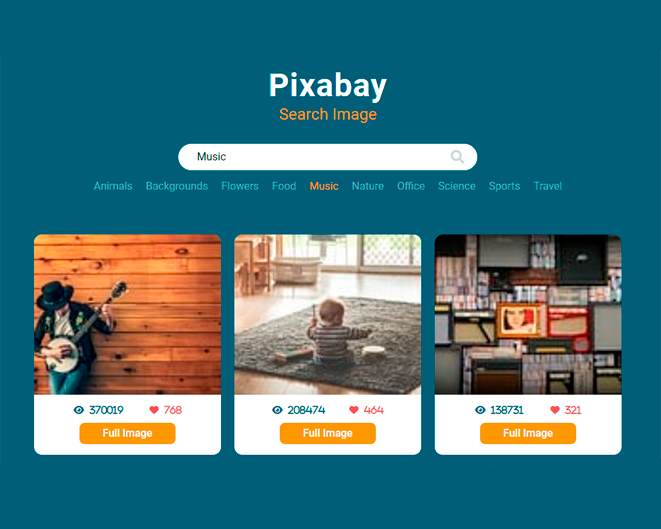 Pixabay
Search Image
Music
Animals Backgrounds Flowers Food Music Nature Office Science Sports Travel
370019 768 208474 464 138731 321
Full Image Full Image Full Image